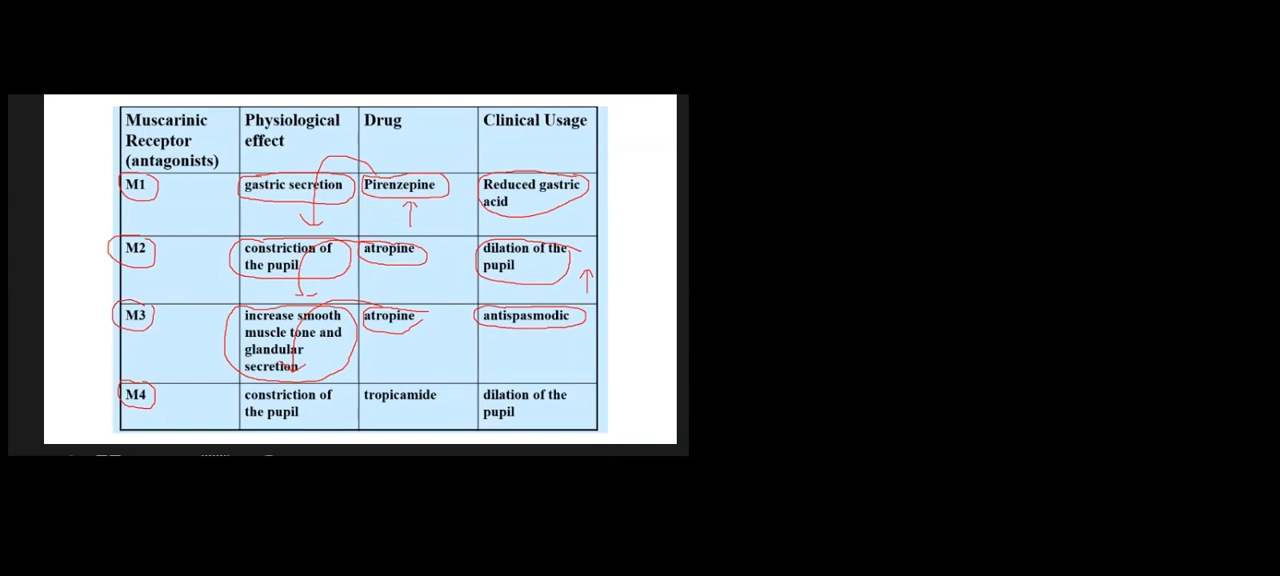 Muscarinic Physiological Drug Clinical Usage
Receptor effect
(antagonists)
M1 gastric secretion Pirenzepine Reduced gastric
acid
M2 constriction of atropine dilation of the
the pupil pupil
M3 increase smooth atropine antispasmodic
muscle tone and
glandular
secretion
M4 constriction of tropicamide dilation of the
the pupil pupil